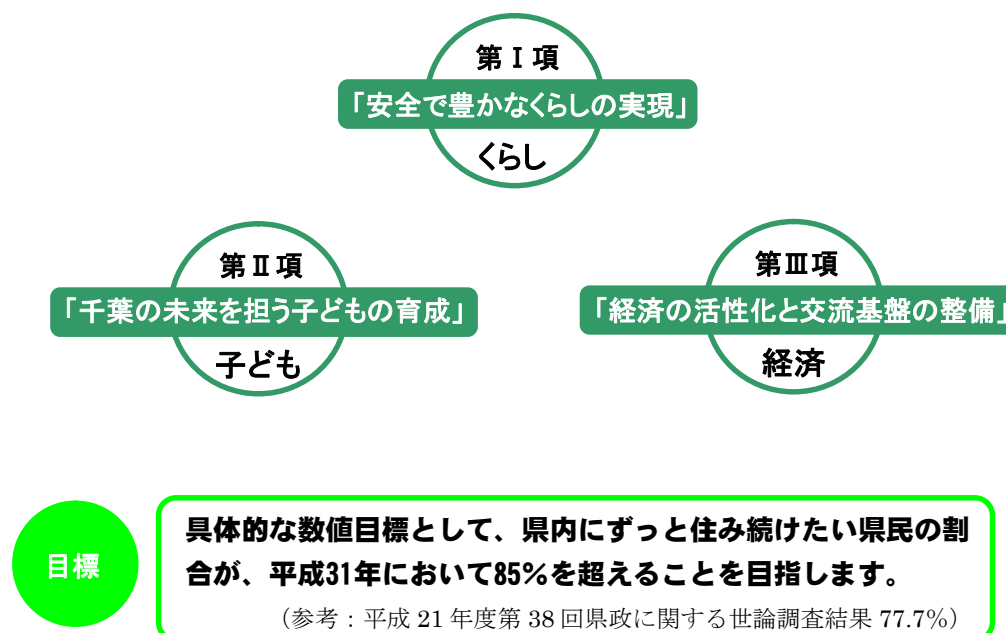 第Ⅰ項
「安全で豊かなくらしの実現」
くらし
第Ⅱ項
「千葉の未来を担う子どもの育成」
子ども
第Ⅲ項
「経済の活性化と交流基盤の整備」
経済
目標
具体的な数値目標として、県内にずっと住み続けたい県民の割
合が、平成31年において85%を超えることを目指します。
（参考：平成 21 年度第 38 回県政に関する世論調査結果 77.7%）